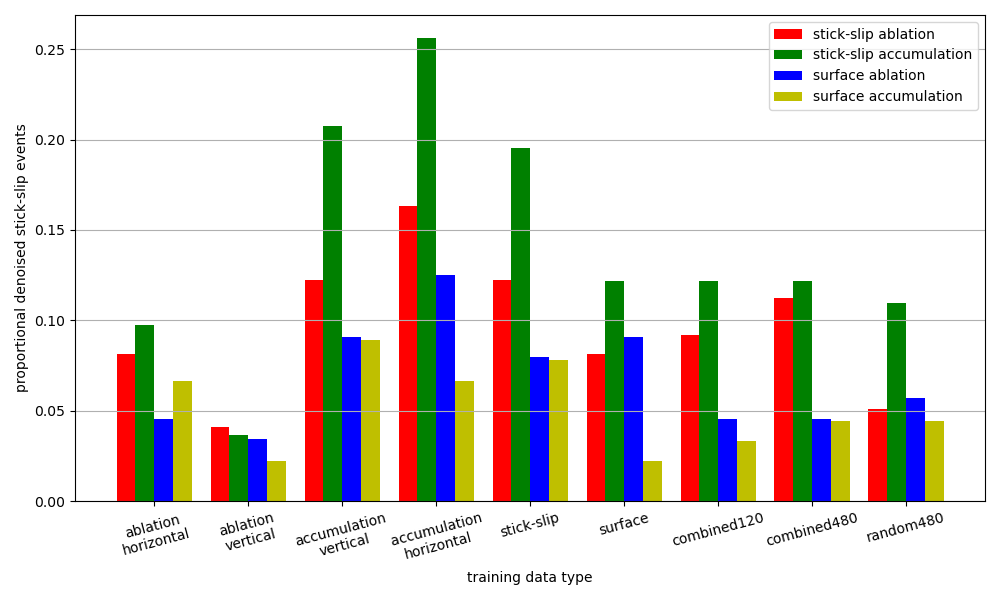 stick-slip ablation
stick-slip accumulation
surface ablation
surface accumulation
proportional denoised stick-slip events
0.25
0.20
0.15
0.10
0.05
0.00
ablation
horizontal
ablation
vertical
accumulation
vertical
accumulation
horizontal
stick-slip
surface
combined120
combined480
random480
training data type